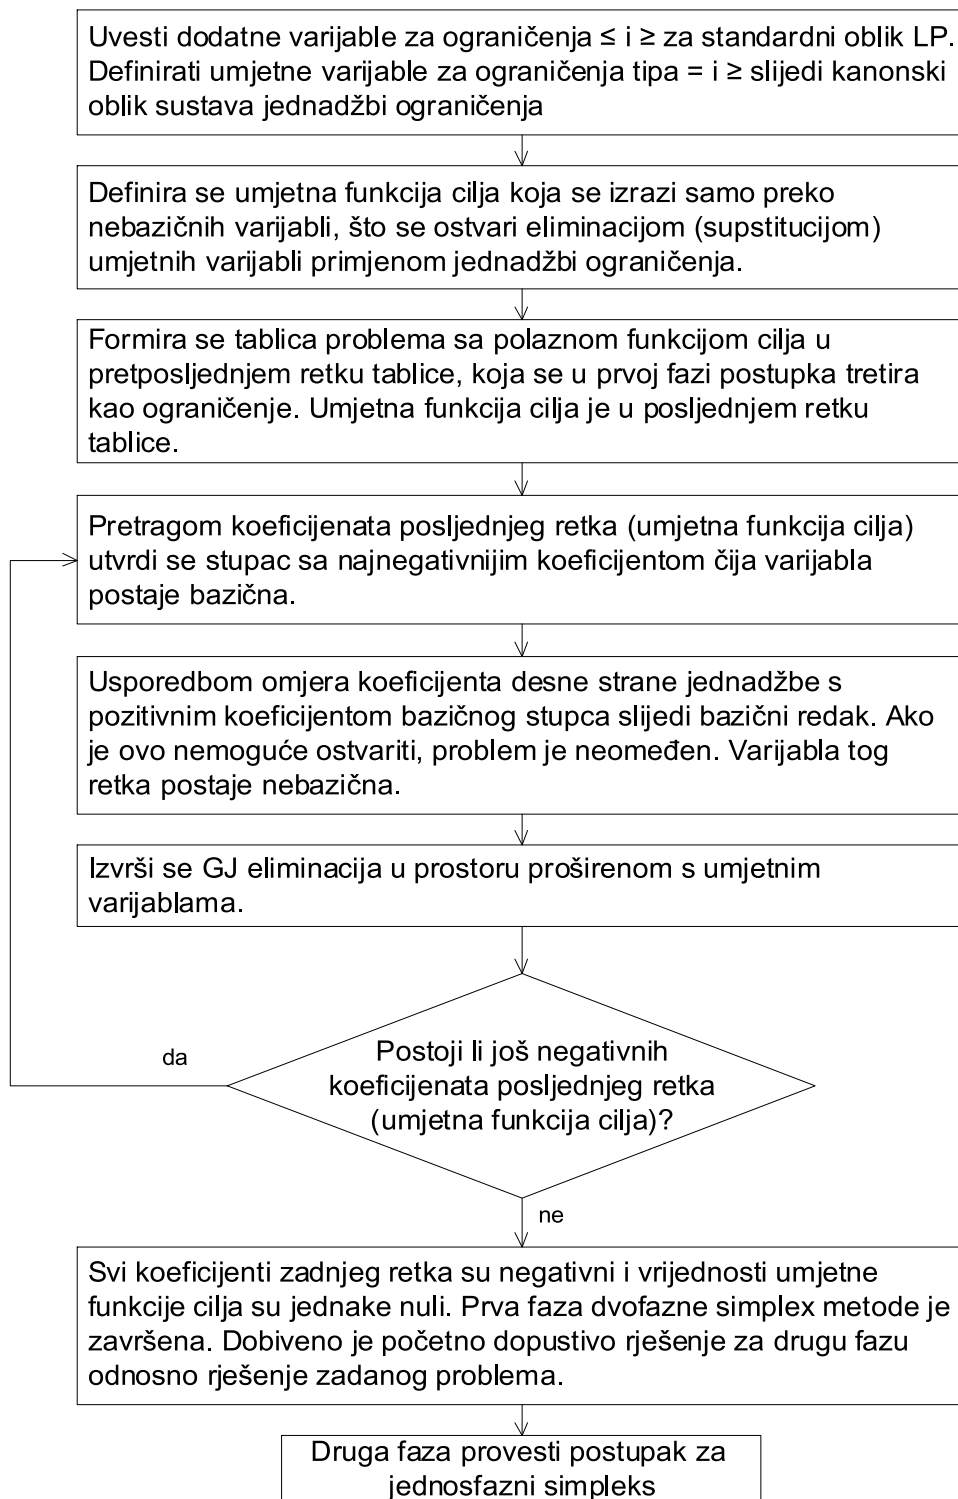 Uvesti dodatne varijable za ograničenja ≤ i ≥ za standardni oblik LP.
Definirati umjetne varijable za ograničenja tipa = i ≥ slijedi kanonski
oblik sustava jednadžbi ograničenja
Definira se umjetna funkcija cilja koja se izrazi samo preko
nebazičnih varijabli, što se ostvari eliminacijom (supstitucijom)
umjetnih varijabli primjenom jednadžbi ograničenja.
Formira se tablica problema sa polaznom funkcijom cilja u
pretposljednjem retku tablice, koja se u prvoj fazi postupka tretira
kao ograničenje. Umjetna funkcija cilja je u posljednjem retku
tablice.
Pretragom koeficijenata posljednjeg retka (umjetna funkcija cilja)
utvrdi se stupac sa najnegativnijim koeficijentom čija varijabla
postaje bazična.
Usporedbom omjera koeficijenta desne strane jednadžbe s
pozitivnim koeficijentom bazičnog stupca slijedi bazični redak. Ako
je ovo nemoguće ostvariti, problem je neomeđen. Varijabla tog
retka postaje nebazična.
Izvrši se GJ eliminacija u prostoru proširenom s umjetnim
varijablama.
da
Postoji li još negativnih
koeficijenata posljednjeg retka
(umjetna funkcija cilja)?
ne
Svi koeficijenti zadnjeg retka su negativni i vrijednosti umjetne
funkcije cilja su jednake nuli. Prva faza dvofazne simplex metode je
završena. Dobiveno je početno dopustivo rješenje za drugu fazu
odnosno rješenje zadanog problema.
Druga faza provesti postupak za
jednosfazni simpleks